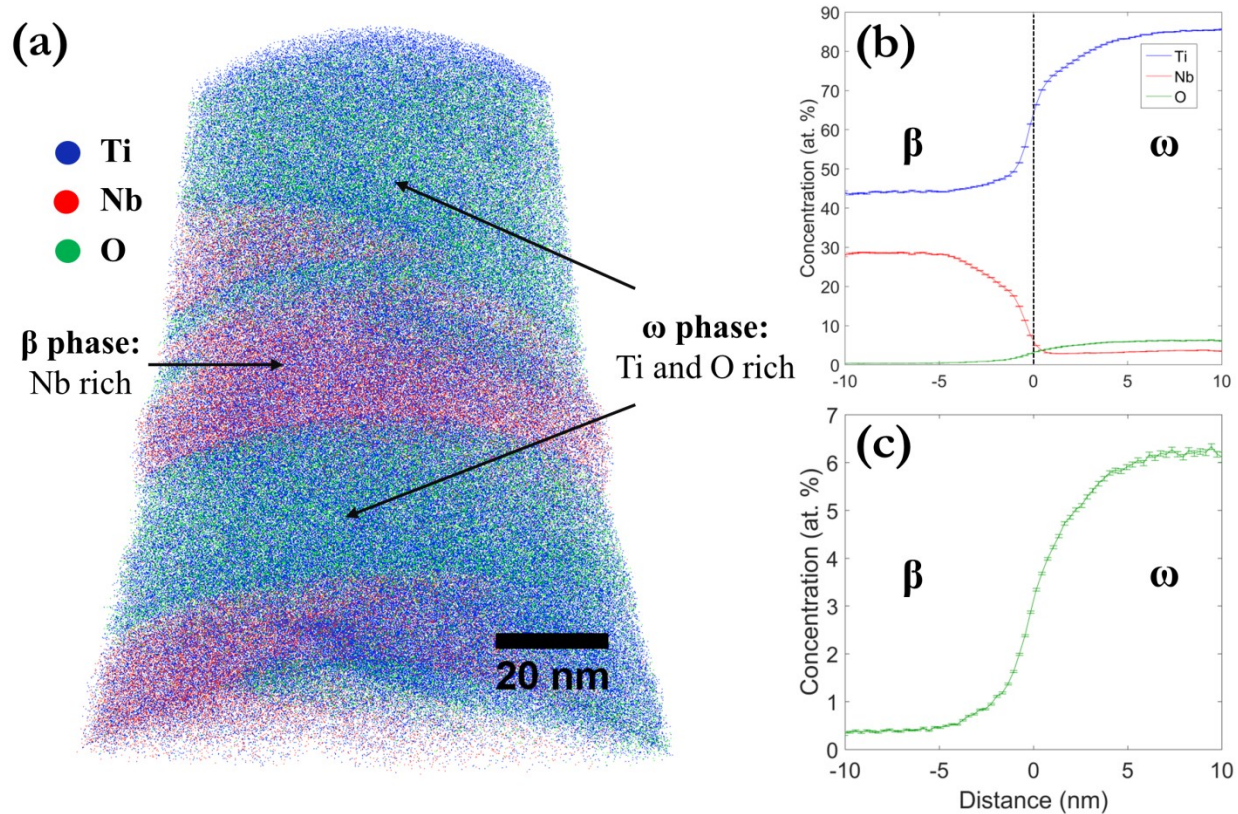 (a)
Ti
Nb
O
β phase:
Nb rich
ω phase:
Ti and O rich
20 nm
(b)
Concentration (at. %)
90
80
70
60
50
40
30
20
10
0
-10
-5
0
5
10
Ti
Nb
O
β
ω
(c)
Concentration (at. %)
7
6
5
4
3
2
1
0
-10
-5
0
5
10
β
ω
Distance (nm)